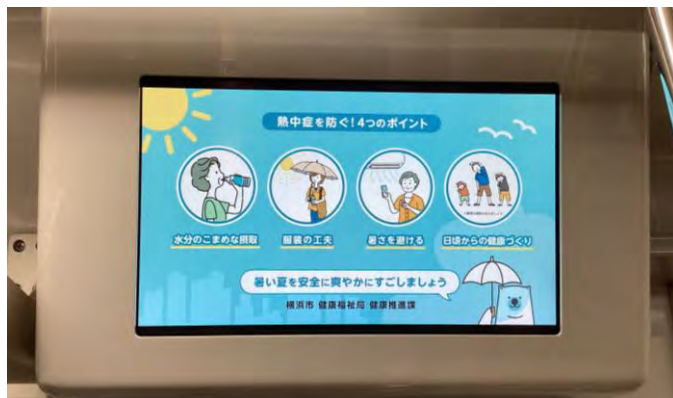 熱中症を防ぐ！4つのポイント
水分のこまめな摂取
服装の工夫
暑さを避ける
日頃からの健康づくり
暑い夏を安全に爽やかにすごしましょう
横浜市 健康福祉局 健康推進課